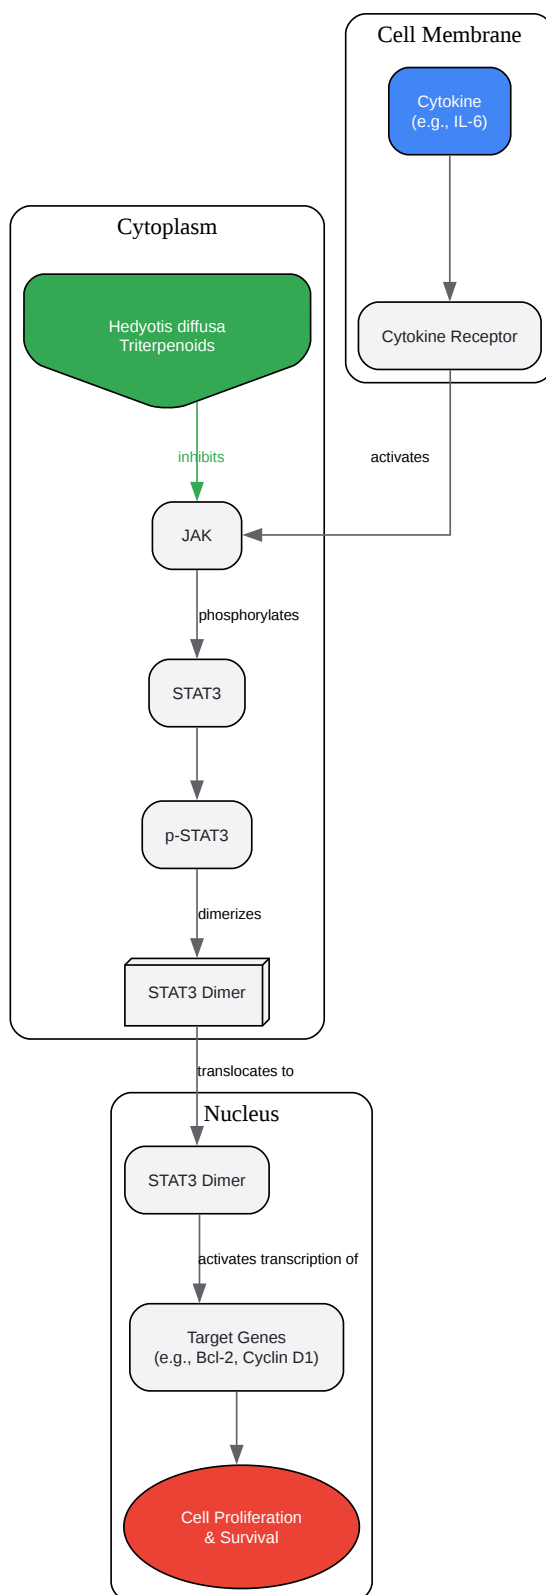 Cell Membrane
Cytokine
(e.g., IL-6)
Cytokine Receptor
activates
Cytoplasm
Hedyotis diffusa
Triterpenoids
inhibits
JAK
phosphorylates
STAT3
p-STAT3
dimerizes
STAT3 Dimer
translocates to
Nucleus
STAT3 Dimer
activates transcription of
Target Genes
(e.g., Bcl-2, Cyclin D1)
Cell Proliferation
& Survival